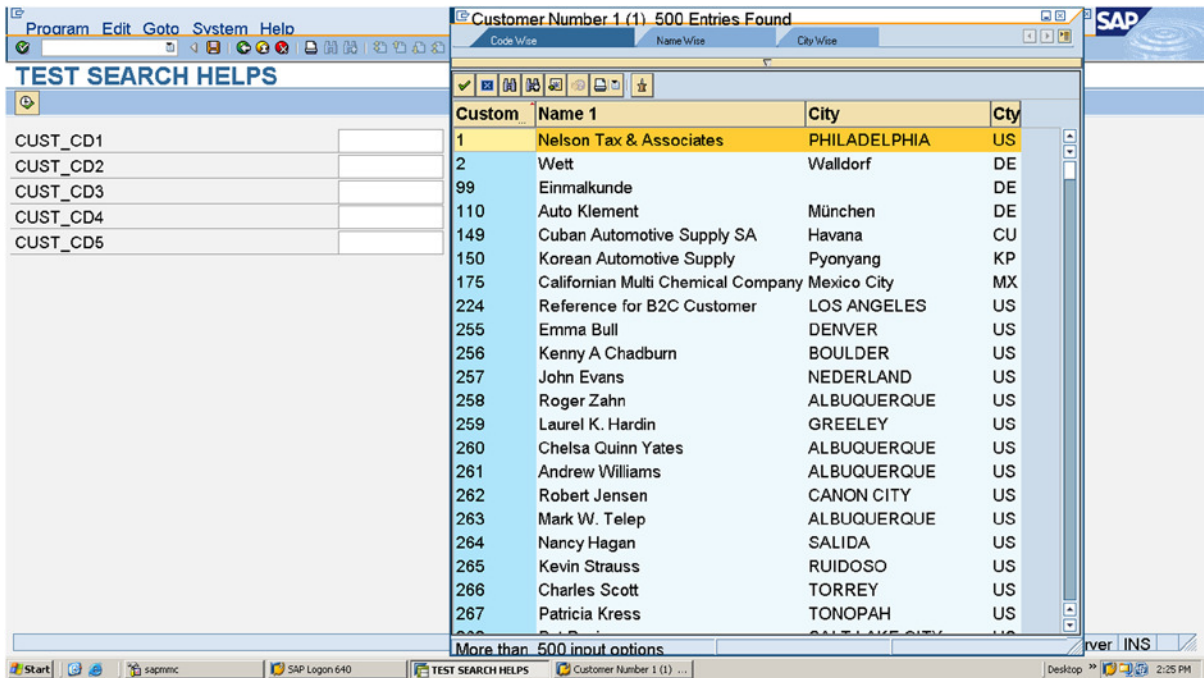 Program Edit Goto System Help
TEST SEARCH HELPS
CUST_CD1
CUST_CD2
CUST_CD3
CUST_CD4
CUST_CD5
Customer Number 1 (1) 500 Entries Found
SAP
Code Wise Name Wise City Wise
Custom... Name 1 City Cty
1 Nelson Tax & Associates PHILADELPHIA US
2 Wett Walldorf DE
99 Einmalkunde DE
110 Auto Klement München DE
149 Cuban Automotive Supply SA Havana CU
150 Korean Automotive Supply Pyonyang KP
175 Californian Multi Chemical Company Mexico City MX
224 Reference for B2C Customer LOS ANGELES US
255 Emma Bull DENVER US
256 Kenny A Chadburn BOULDER US
257 John Evans NEDERLAND US
258 Roger Zahn ALBUQUERQUE US
259 Laurel K. Hardin GREELEY US
260 Chelsa Quinn Yates ALBUQUERQUE US
261 Andrew Williams ALBUQUERQUE US
262 Robert Jensen CANON CITY US
263 Mark W. Telep ALBUQUERQUE US
264 Nancy Hagan SALIDA US
265 Kevin Strauss RUIDOSO US
266 Charles Scott TORREY US
267 Patricia Kress TONOPAH US
SALT LAKE CITY US
More than 500 input options
rver INS
Start sapmmc SAP Logon 640 TEST SEARCH HELPS Customer Number 1 (1) ... Desktop » 2:25 PM